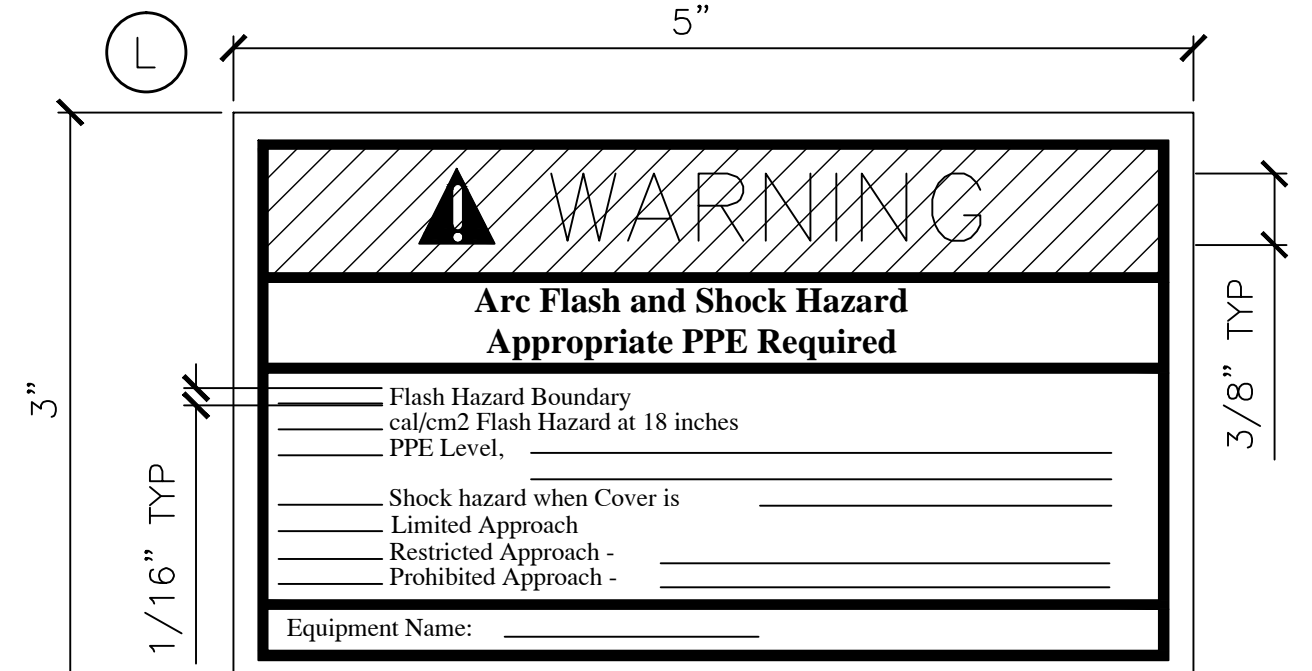 5”
L
WARNING
3/8” TYP
Arc Flash and Shock Hazard
Appropriate PPE Required
3”
1/16” TYP
Flash Hazard Boundary
cal/cm2 Flash Hazard at 18 inches
PPE Level,
Shock hazard when Cover is
Limited Approach
Restricted Approach -
Prohibited Approach -
Equipment Name: